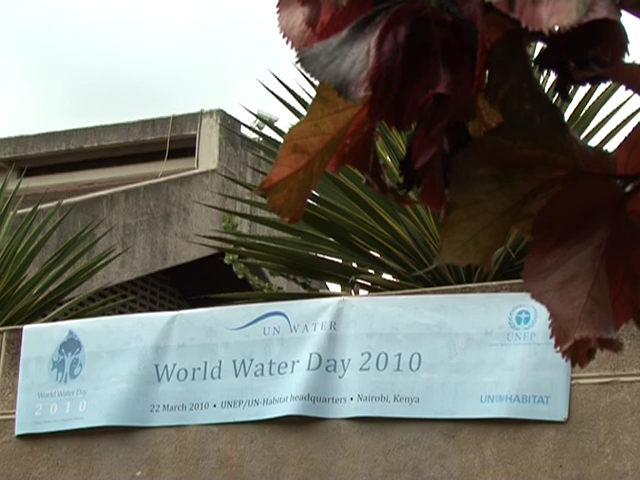 UN WATER
World Water Day 2010
22 March 2010 • UNEP/UN-Habitat headquarters • Nairobi, Kenya
World Water Day
2010
UNEP
UN HABITAT